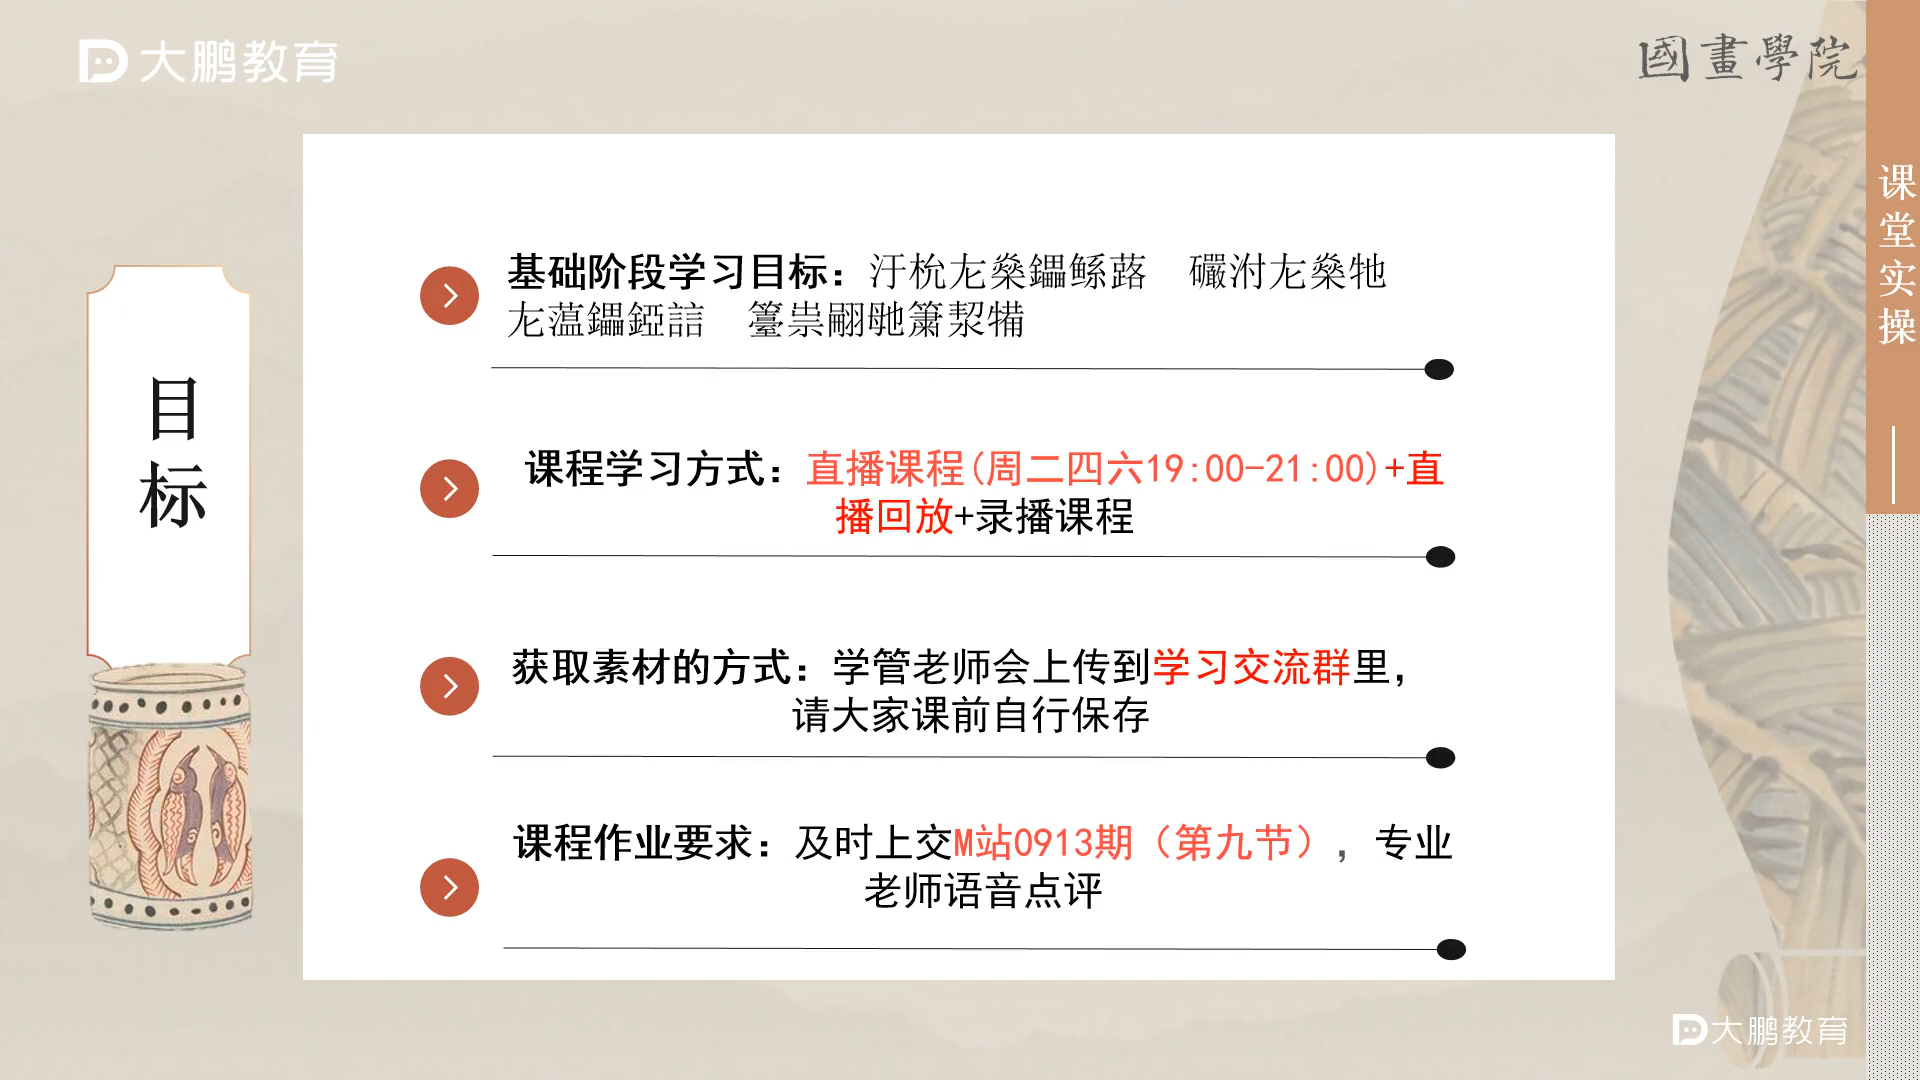 大鹏教育
國畫學院
课堂实操
目标
基础阶段学习目标：
课程学习方式：直播课程(周二四六19:00-21:00)+直
播回放+录播课程
获取素材的方式：学管老师会上传到学习交流群里，
请大家课前自行保存
课程作业要求：及时上交M站0913期（第九节），专业
老师语音点评
大鹏教育